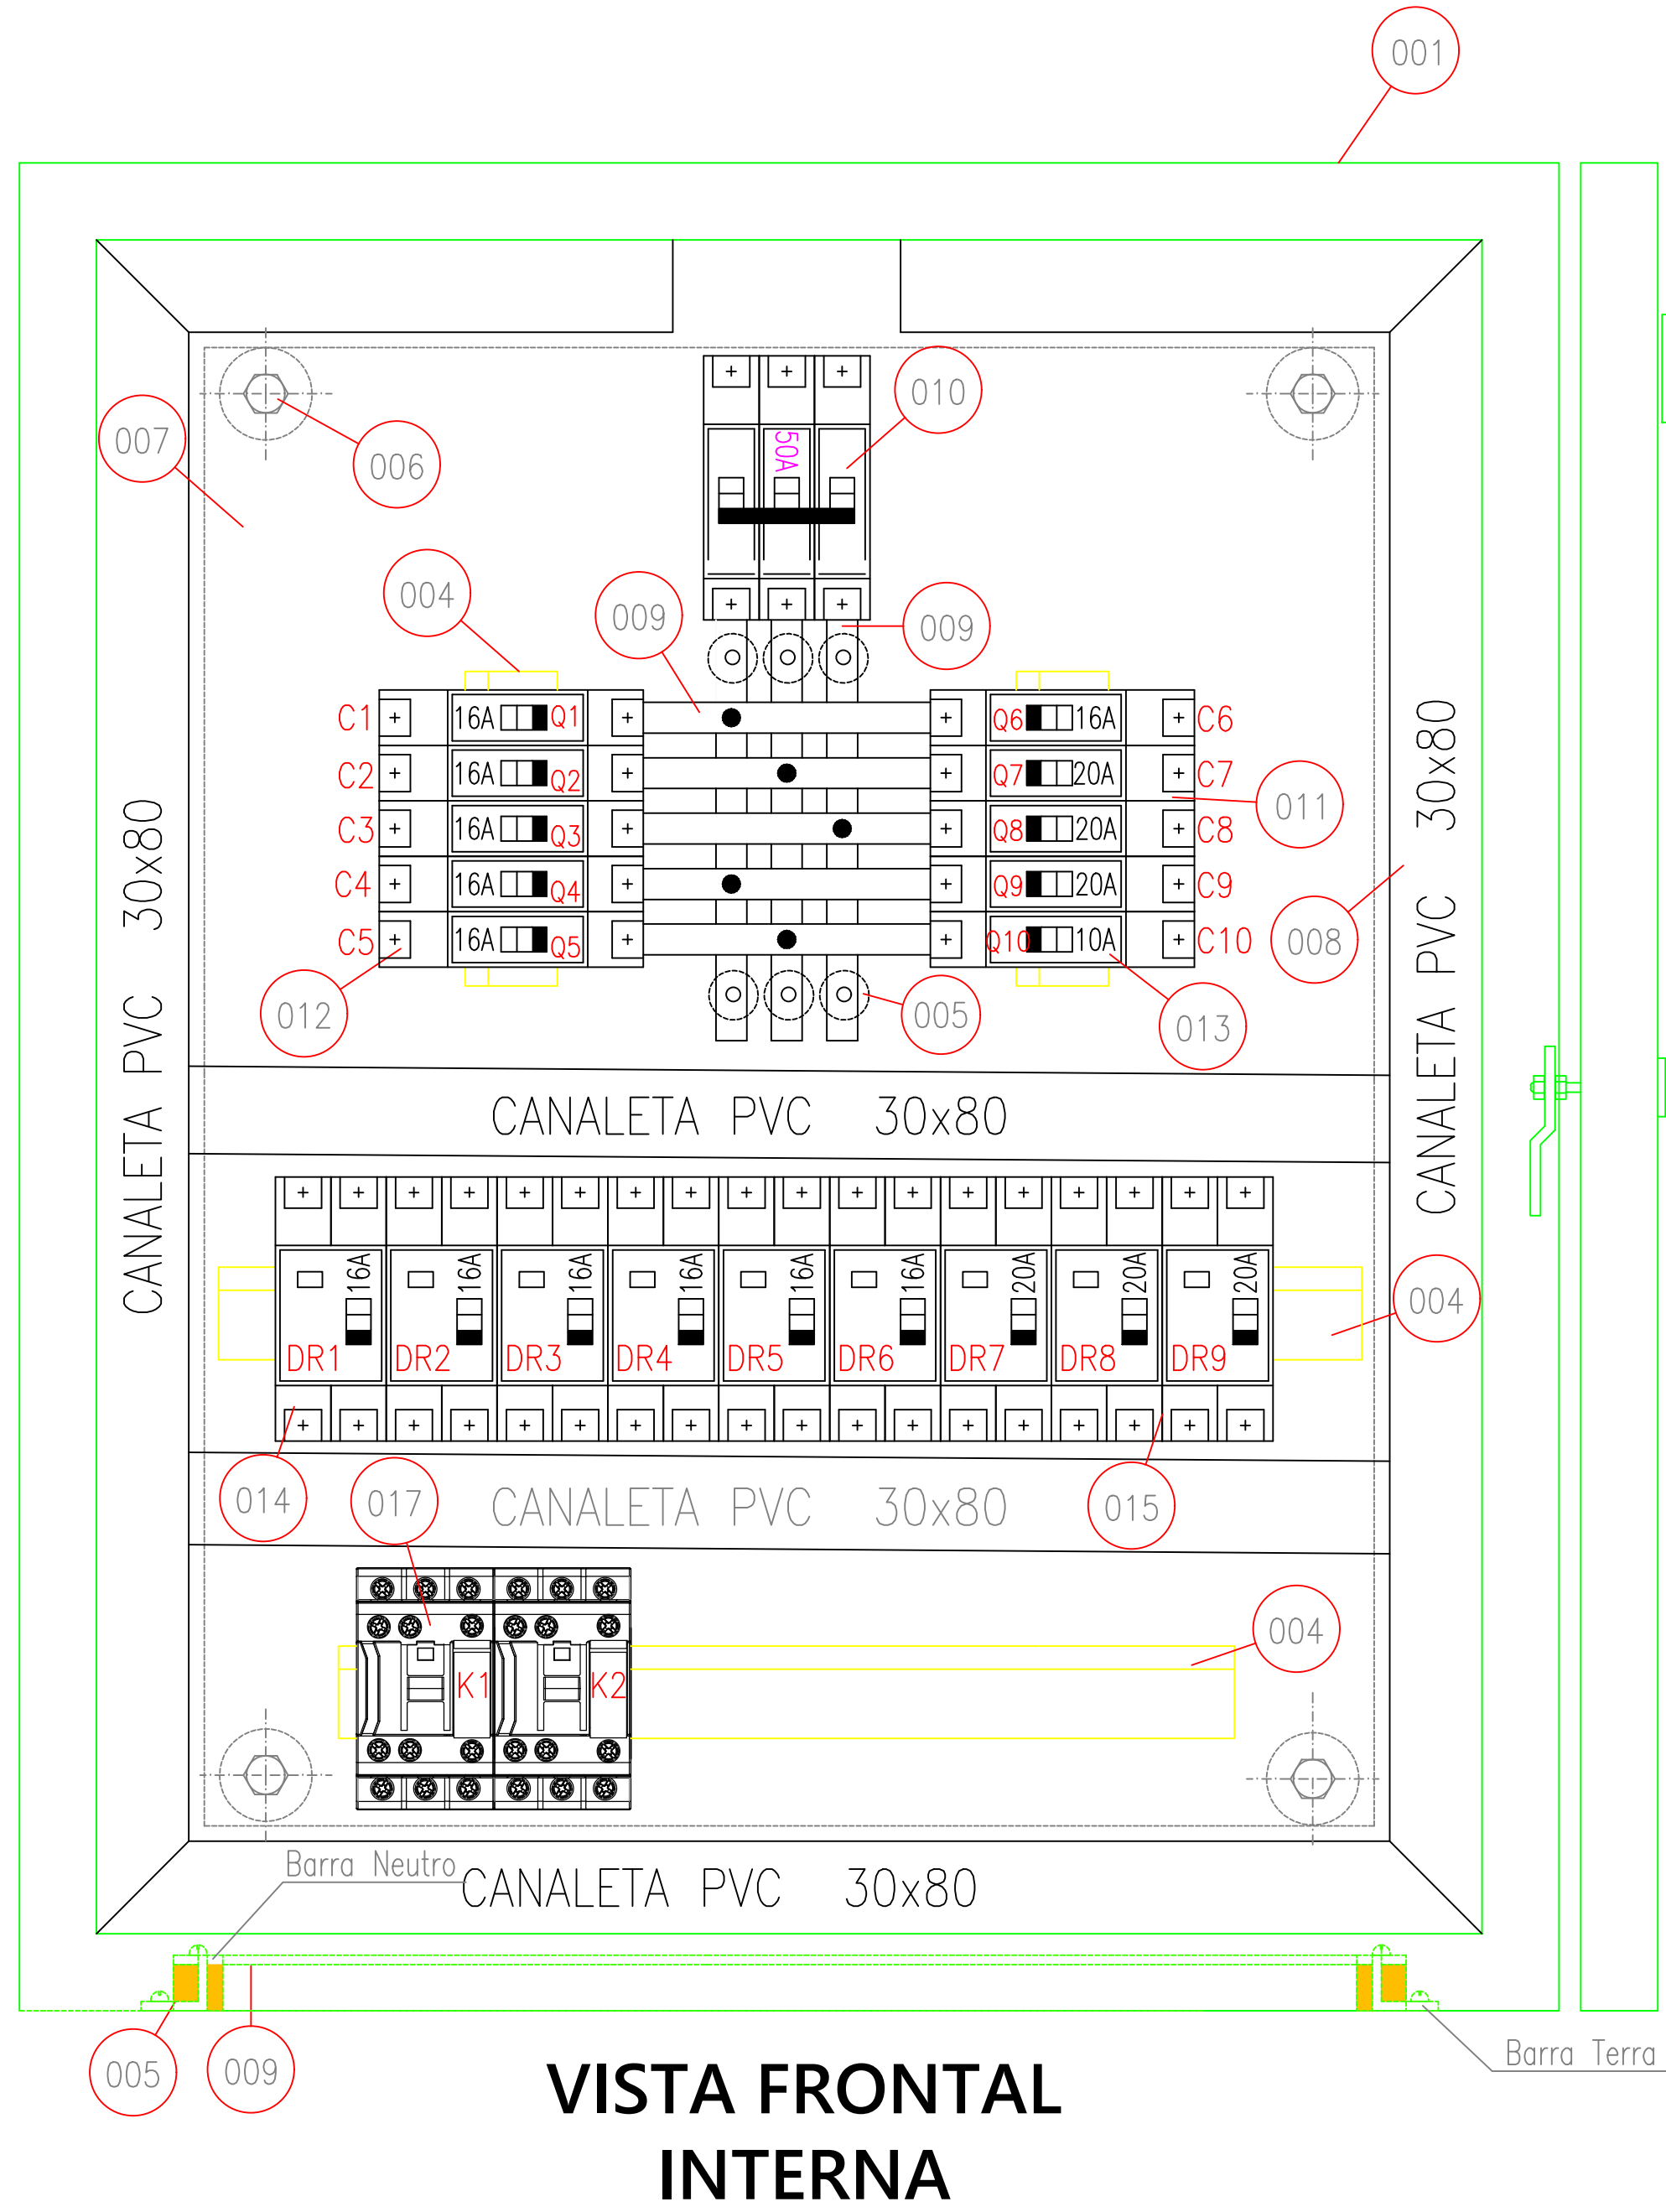 001
007
006
010
50A
004
009
009
C1 16A Q1
Q6 16A C6
C2 16A Q2
Q7 20A C7
C3 16A Q3
Q8 20A C8
C4 16A Q4
Q9 20A C9
C5 16A Q5
Q10 10A C10
011
008
012
005
013
CANALETA PVC 30x80
CANALETA PVC 30x80
CANALETA PVC 30x80
16A 16A 16A 16A 16A 16A 20A 20A 20A
DR1 DR2 DR3 DR4 DR5 DR6 DR7 DR8 DR9
004
014
017
CANALETA PVC 30x80
015
004
K1 K2
Barra Neutro
CANALETA PVC 30x80
005
009
Barra Terra
VISTA FRONTAL
INTERNA